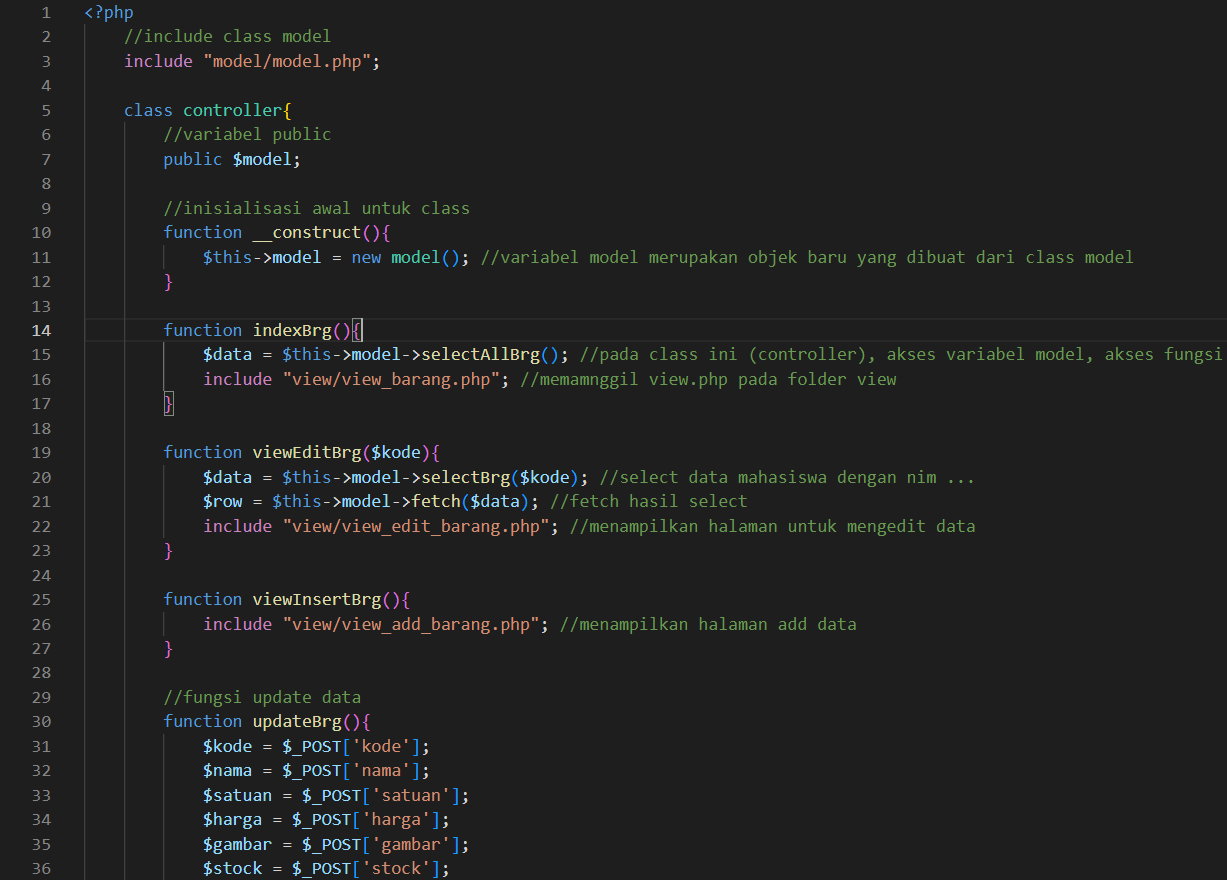 1 <?php
2 //include class model
3 include "model/model.php";
4
5 class controller{
6 //variabel public
7 public $model;
8
9 //inisialisasi awal untuk class
10 function __construct(){
11 $this->model = new model(); //variabel model merupakan objek baru yang dibuat dari class model
12 }
13
14 function indexBrg(){
15 $data = $this->model->selectAllBrg(); //pada class ini (controller), akses variabel model, akses fungsi
16 include "view/view_barang.php"; //memamnggil view.php pada folder view
17 }
18
19 function viewEditBrg($kode){
20 $data = $this->model->selectBrg($kode); //select data mahasiswa dengan nim ...
21 $row = $this->model->fetch($data); //fetch hasil select
22 include "view/view_edit_barang.php"; //menampilkan halaman untuk mengedit data
23 }
24
25 function viewInsertBrg(){
26 include "view/view_add_barang.php"; //menampilkan halaman add data
27 }
28
29 //fungsi update data
30 function updateBrg(){
31 $kode = $_POST['kode'];
32 $nama = $_POST['nama'];
33 $satuan = $_POST['satuan'];
34 $harga = $_POST['harga'];
35 $gambar = $_POST['gambar'];
36 $stock = $_POST['stock'];